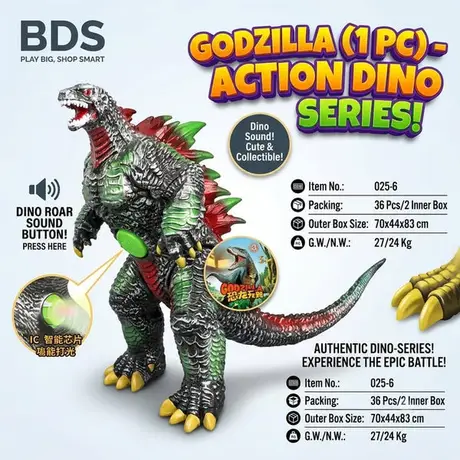 BDS
PLAY BIG, SHOP SMART
GODZILLA (1 PC) -
ACTION DINO
SERIES!
Dino
Sound!
Cute &
Collectible!
DINO ROAR
SOUND
BUTTON!
PRESS HERE
Item No.: 025-6
Packing: 36 Pcs/2 Inner Box
Outer Box Size: 70x44x83 cm
G.W./N.W.: 27/24 Kg
GODZILLA
恐龙
IC 智能芯片
AUTHENTIC DINO-SERIES!
EXPERIENCE THE EPIC BATTLE!
Item No.: 025-6
Packing: 36 Pcs/2 Inner Box
Outer Box Size: 70x44x83 cm
G.W./N.W.: 27/24 Kg